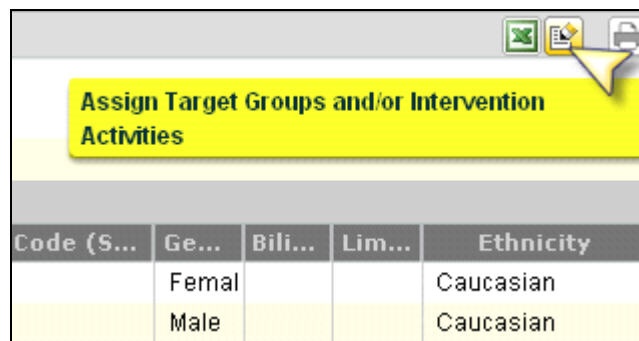 Assign Target Groups and/or Intervention
Activities
Code (S... Ge... Bili... Lim... Ethnicity
Femal Caucasian
Male Caucasian